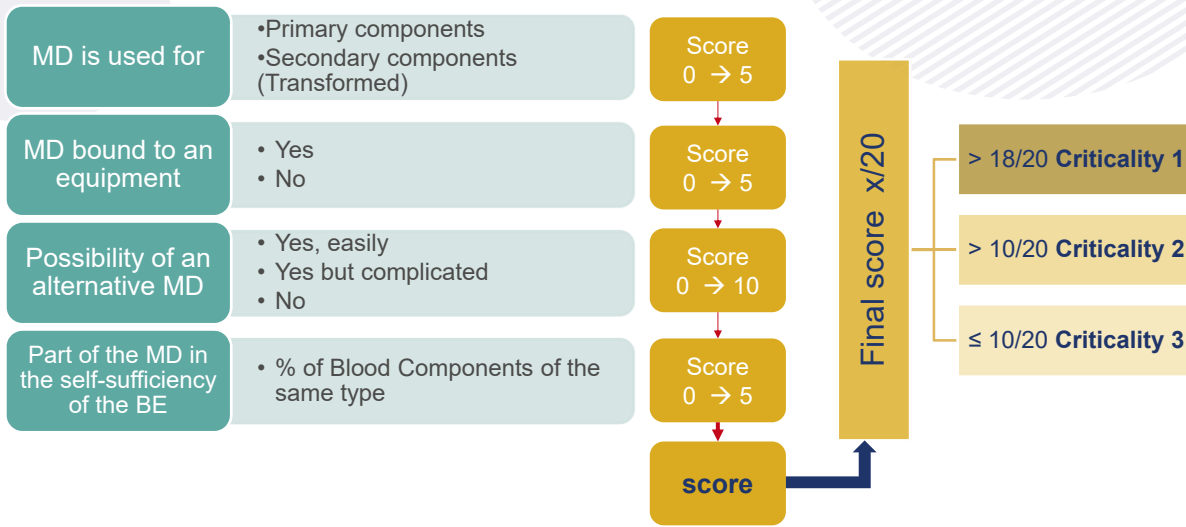 MD is used for
•Primary components
•Secondary components
(Transformed)
Score
0 → 5
MD bound to an
equipment
• Yes
• No
Score
0 → 5
Possibility of an
alternative MD
• Yes, easily
• Yes but complicated
• No
Score
0 → 10
Part of the MD in
the self-sufficiency
of the BE
• % of Blood Components of the
same type
Score
0 → 5
score
Final score x/20
> 18/20 Criticality 1
> 10/20 Criticality 2
≤ 10/20 Criticality 3